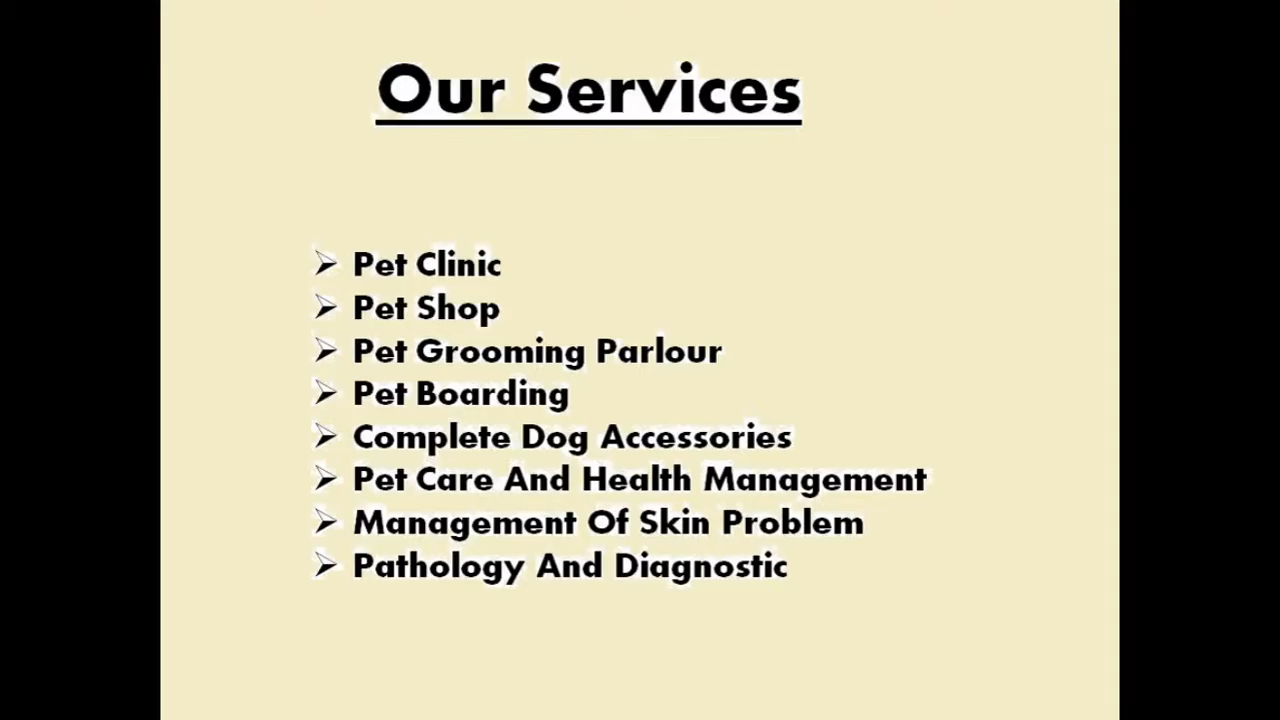 Our Services
➢ Pet Clinic
➢ Pet Shop
➢ Pet Grooming Parlour
➢ Pet Boarding
➢ Complete Dog Accessories
➢ Pet Care And Health Management
➢ Management Of Skin Problem
➢ Pathology And Diagnostic